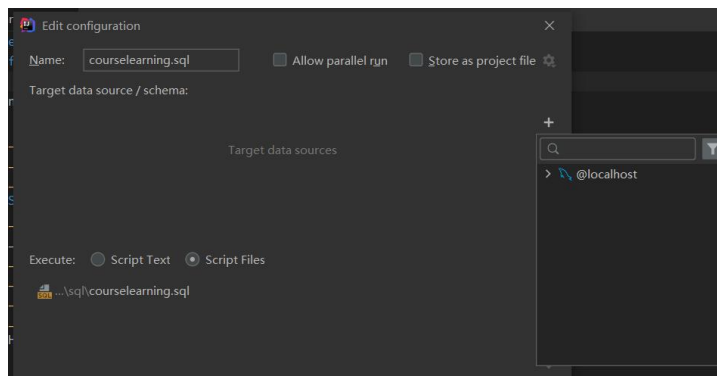 Edit configuration
Name: courselearning.sql Allow parallel run Store as project file
Target data source / schema:
Target data sources
@localhost
Execute: Script Text Script Files
SQL ...\sql\courselearning.sql